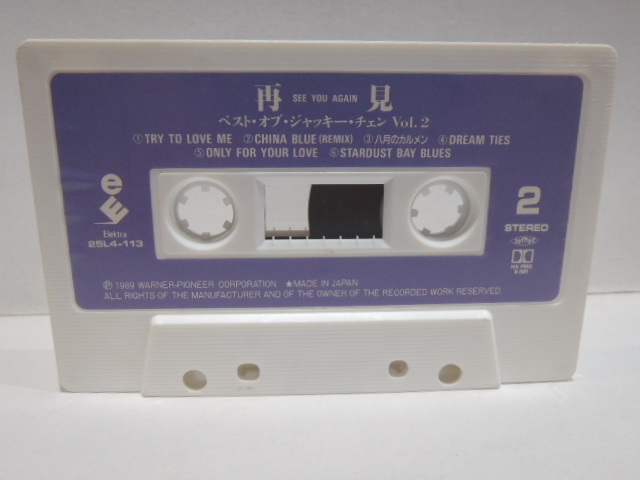 再 SEE YOU AGAIN 見
ベスト・オブ・ジャッキー・チェン Vol. 2
①TRY TO LOVE ME ②CHINA BLUE (REMIX) ③八月のカルメン ④DREAM TIES
⑤ONLY FOR YOUR LOVE ⑥STARDUST BAY BLUES
e
Elektra
25L4-113
2
STEREO
HX PRO
Ⓟ 1989 WARNER-PIONEER CORPORATION ★MADE IN JAPAN
ALL RIGHTS OF THE MANUFACTURER AND OF THE OWNER OF THE RECORDED WORK RESERVED.